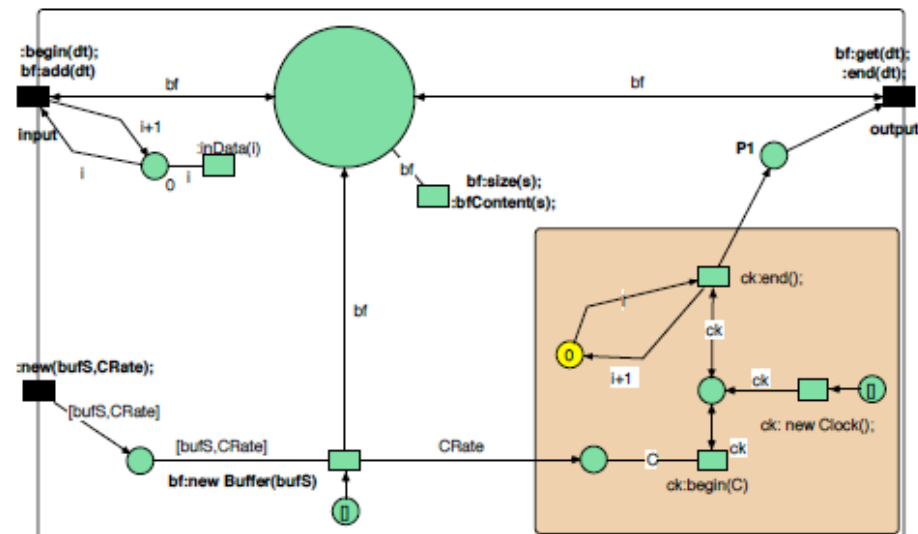 :begin(dt);
bf:add(dt)
bf:get(dt);
:end(dt);
bf
bf
input
output
i+1
:inData(i)
i
0
i
P1
bf
bf:size(s);
:bfContent(s);
ck:end();
i
bf
ck
0
i+1
:new(bufS,CRate);
ck
[]
[bufS,CRate]
ck: new Clock();
[bufS,CRate]
CRate
ck
C
bf:new Buffer(bufS)
ck:begin(C)
[]